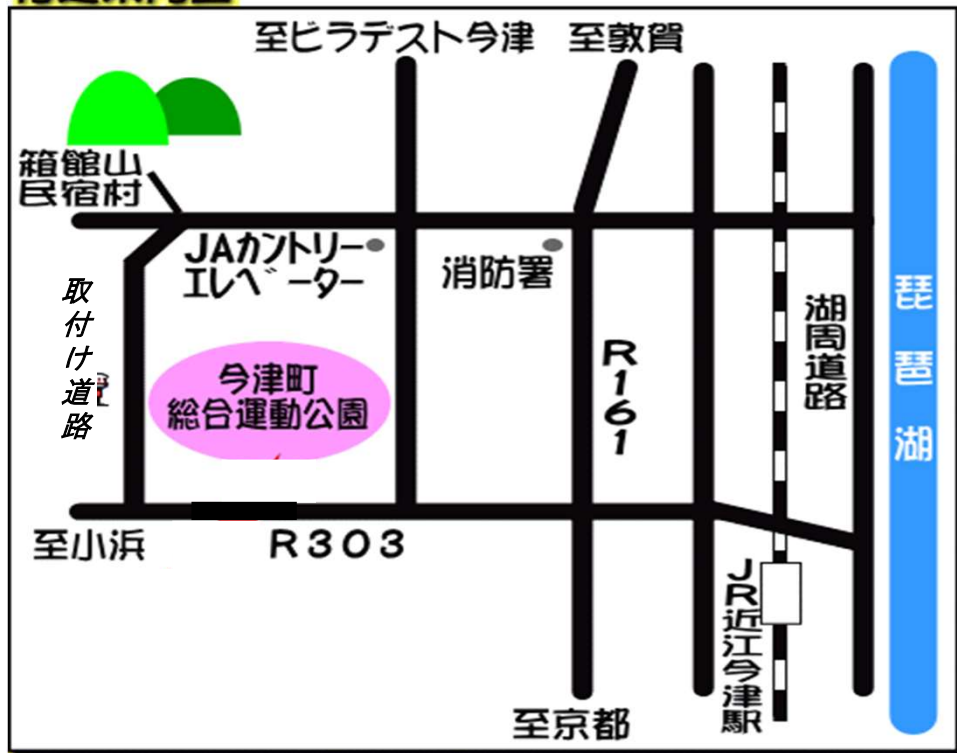 至ビラデスト今津
至敦賀
箱館山
民宿村
JAカントリー
エレベーター
消防署
取付け道路
今津町
総合運動公園
R161
湖周道路
琵琶湖
至小浜
R303
JR近江今津駅
至京都